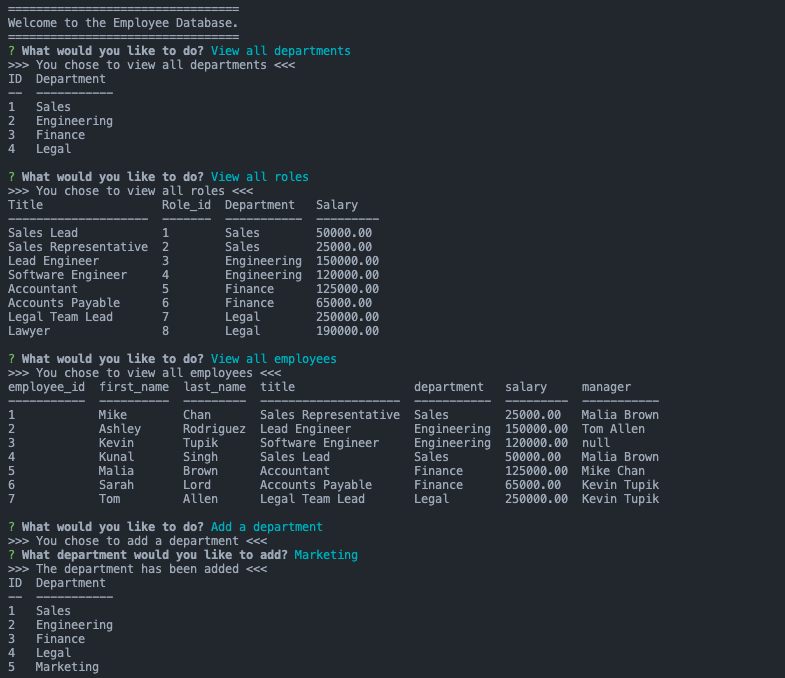 =================================
Welcome to the Employee Database.
=================================
? What would you like to do? View all departments
>>> You chose to view all departments <<<
ID  Department
--  -----------
1   Sales
2   Engineering
3   Finance
4   Legal
? What would you like to do? View all roles
>>> You chose to view all roles <<<
Title                 Role_id  Department   Salary
--------------------  -------  -----------  ---------
Sales Lead            1        Sales        50000.00
Sales Representative  2        Sales        25000.00
Lead Engineer         3        Engineering  150000.00
Software Engineer     4        Engineering  120000.00
Accountant            5        Finance      125000.00
Accounts Payable      6        Finance      65000.00
Legal Team Lead       7        Legal        250000.00
Lawyer                8        Legal        190000.00
? What would you like to do? View all employees
>>> You chose to view all employees <<<
employee_id  first_name  last_name  title                 department   salary     manager
-----------  ----------  ---------  --------------------  -----------  ---------  -----------
1            Mike        Chan       Sales Representative  Sales        25000.00   Malia Brown
2            Ashley      Rodriguez  Lead Engineer         Engineering  150000.00  Tom Allen
3            Kevin       Tupik      Software Engineer     Engineering  120000.00  null
4            Kunal       Singh      Sales Lead            Sales        50000.00   Malia Brown
5            Malia       Brown      Accountant            Finance      125000.00  Mike Chan
6            Sarah       Lord       Accounts Payable      Finance      65000.00   Kevin Tupik
7            Tom         Allen      Legal Team Lead       Legal        250000.00  Kevin Tupik
? What would you like to do? Add a department
>>> You chose to add a department <<<
? What department would you like to add? Marketing
>>> The department has been added <<<
ID  Department
--  -----------
1   Sales
2   Engineering
3   Finance
4   Legal
5   Marketing